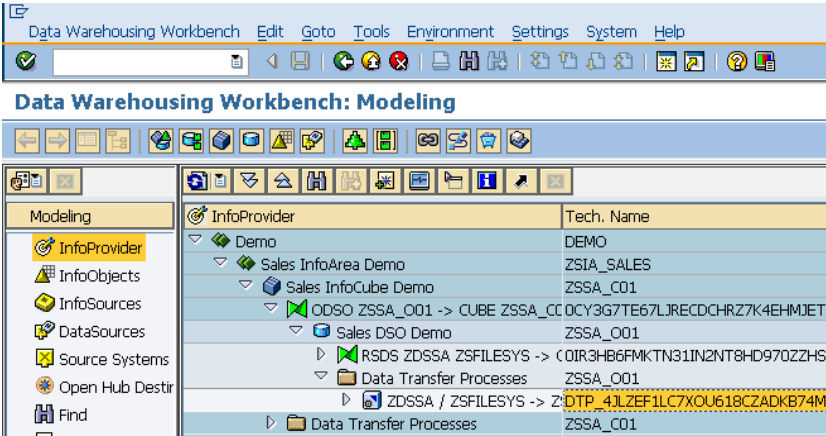 Data Warehousing Workbench Edit Goto Tools Environment Settings System Help
Data Warehousing Workbench: Modeling
Modeling
InfoProvider
InfoObjects
InfoSources
DataSources
Source Systems
Open Hub Destir
Find
InfoProvider Tech. Name
Demo DEMO
Sales InfoArea Demo ZSIA_SALES
Sales InfoCube Demo ZSSA_C01
ODSO ZSSA_O01 -> CUBE ZSSA_CC 0CY3G7TE67LJRECDCHRZ7K4EHMJET
Sales DSO Demo ZSSA_O01
RSDS ZDSSA ZSFILESYS -> ( 0IR3HB6FMKTN31IN2NT8HD970ZZHS
Data Transfer Processes ZSSA_O01
ZDSSA / ZSFILESYS -> Z DTP_4JLZEF1LC7XOU618CZADKB74M
Data Transfer Processes ZSSA_C01